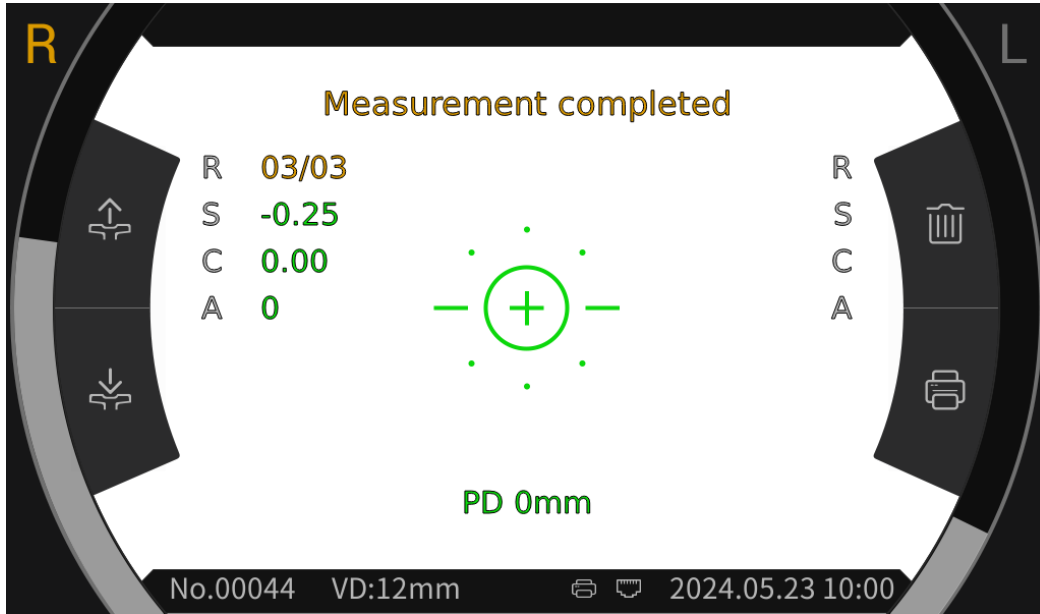 R L
Measurement completed
R 03/03 R
S -0.25 S
C 0.00 C
A 0 A
PD 0mm
No.00044 VD:12mm 2024.05.23 10:00